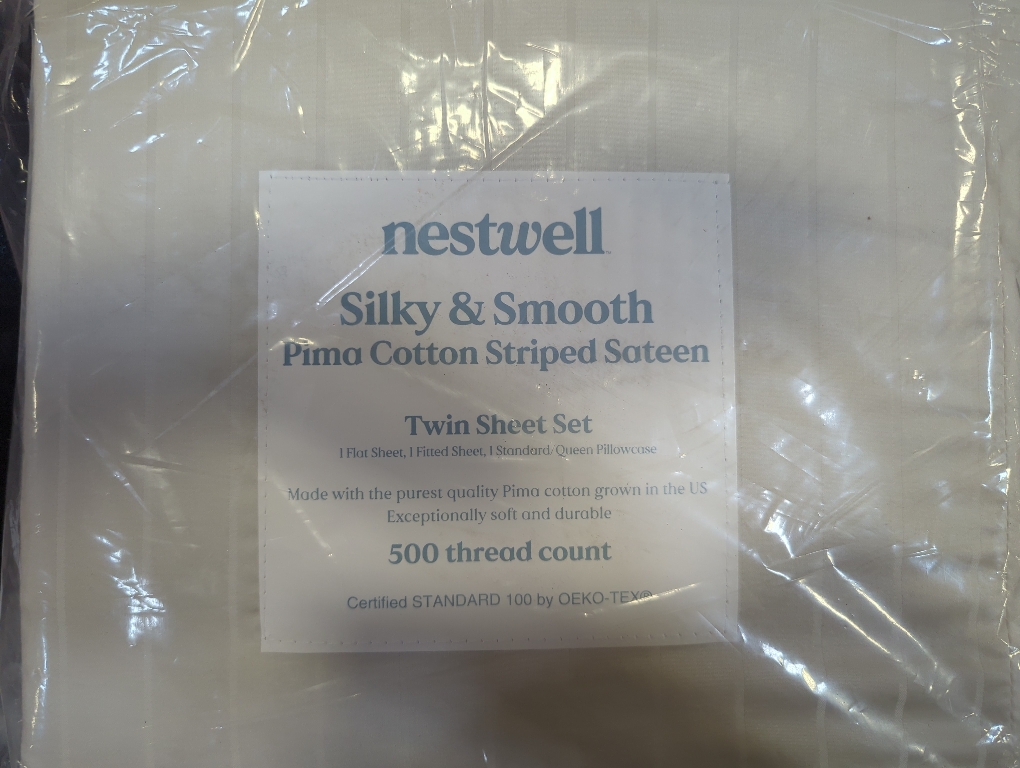 nestwell™
Silky & Smooth
Pima Cotton Striped Sateen
Twin Sheet Set
1 Flat Sheet, 1 Fitted Sheet, 1 Standard/Queen Pillowcase
Made with the purest quality Pima cotton grown in the US
Exceptionally soft and durable
500 thread count
Certified STANDARD 100 by OEKO-TEX®